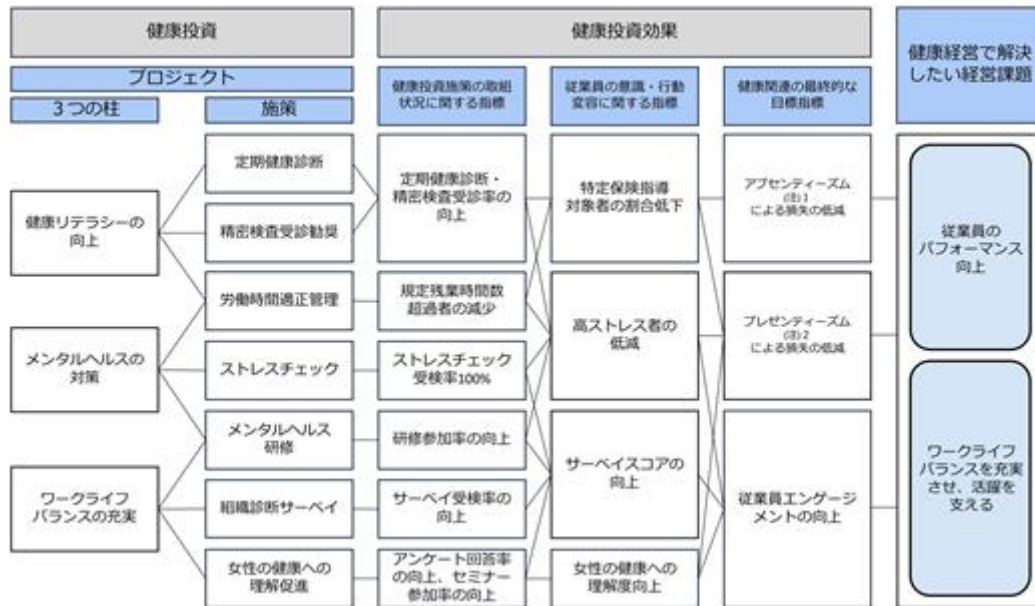 健康投資
健康投資効果
健康経営で解決
したい経営課題
プロジェクト
3つの柱
施策
健康投資施策の取組
状況に関する指標
従業員の意識・行動
変容に関する指標
健康関連の最終的な
目標指標
健康リテラシーの
向上
メンタルヘルスの
対策
ワークライフ
バランスの充実
定期健康診断
精密検査受診勧奨
労働時間適正管理
ストレスチェック
メンタルヘルス
研修
組織診断サーベイ
女性の健康への
理解促進
定期健康診断・
精密検査受診率の
向上
規定残業時間数
超過者の減少
ストレスチェック
受検率100%
研修参加率の向上
サーベイ受検率の
向上
アンケート回答率
の向上、セミナー
参加率の向上
特定保険指導
対象者の割合低下
高ストレス者の
低減
サーベイスコアの
向上
女性の健康への
理解度向上
アブセンティーズム
(注)1
による損失の低減
プレゼンティーズム
(注)2
による損失の低減
従業員エンゲージ
メントの向上
従業員の
パフォーマンス
向上
ワークライフ
バランスを充実
させ、活躍を
支える